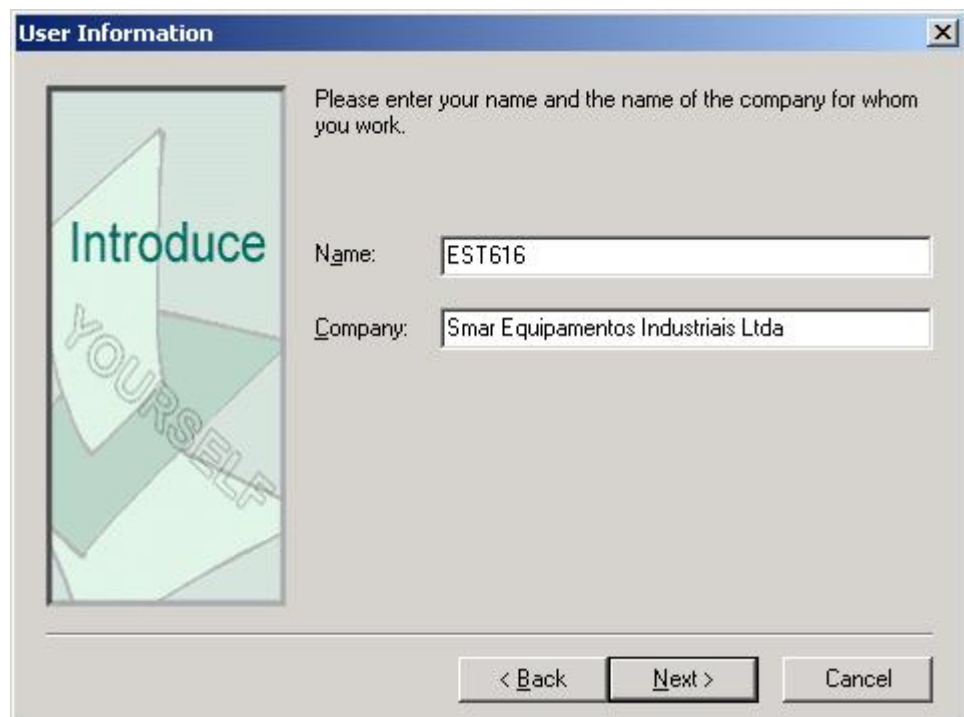 User Information
Please enter your name and the name of the company for whom
you work.
Introduce
YOURSELF
Name:
EST616
Company:
Smar Equipamentos Industriais Ltda
< Back
Next >
Cancel